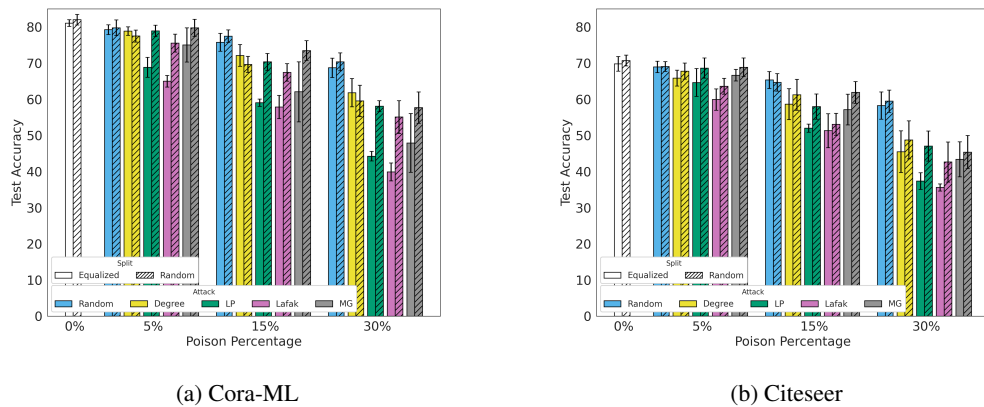 80
70
60
50
40
30
20
10
0
Test Accuracy
Split
Equalized Random
Attack
Random Degree LP Lafak MG
0% 5% 15% 30%
Poison Percentage
(a) Cora-ML
80
70
60
50
40
30
20
10
0
Test Accuracy
Split
Equalized Random
Attack
Random Degree LP Lafak MG
0% 5% 15% 30%
Poison Percentage
(b) Citeseer